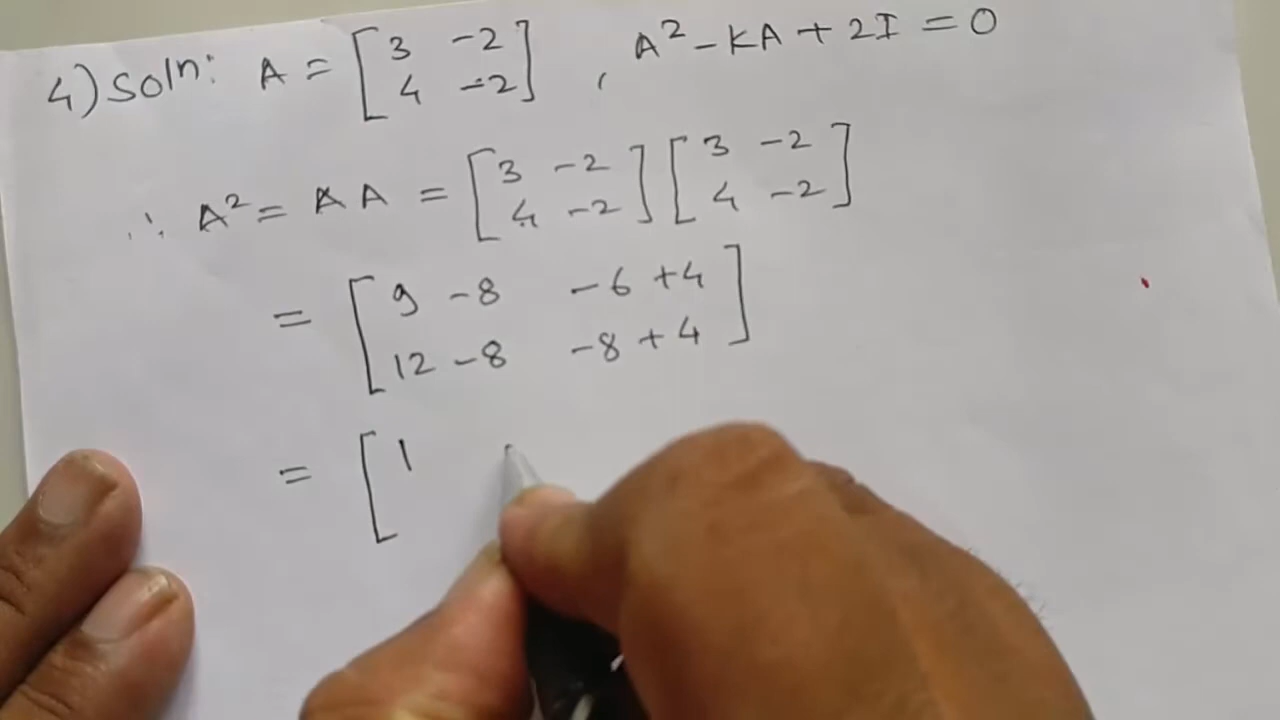 4) Soln: A = [3 -2 4 -2], A² - KA + 2I = 0
∴ A² = AA = [3 -2 4 -2] [3 -2 4 -2]
= [9 -8 -6 +4 12 -8 -8 +4]
= [1